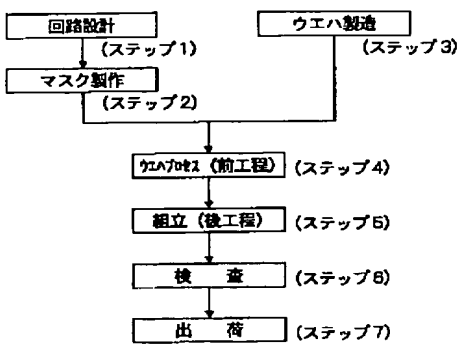 回路設計
(ステップ1)
ウエハ製造
(ステップ3)
マスク製作
(ステップ2)
ウエハプロセス (前工程) (ステップ4)
組立 (後工程) (ステップ5)
検 査 (ステップ6)
出 荷 (ステップ7)